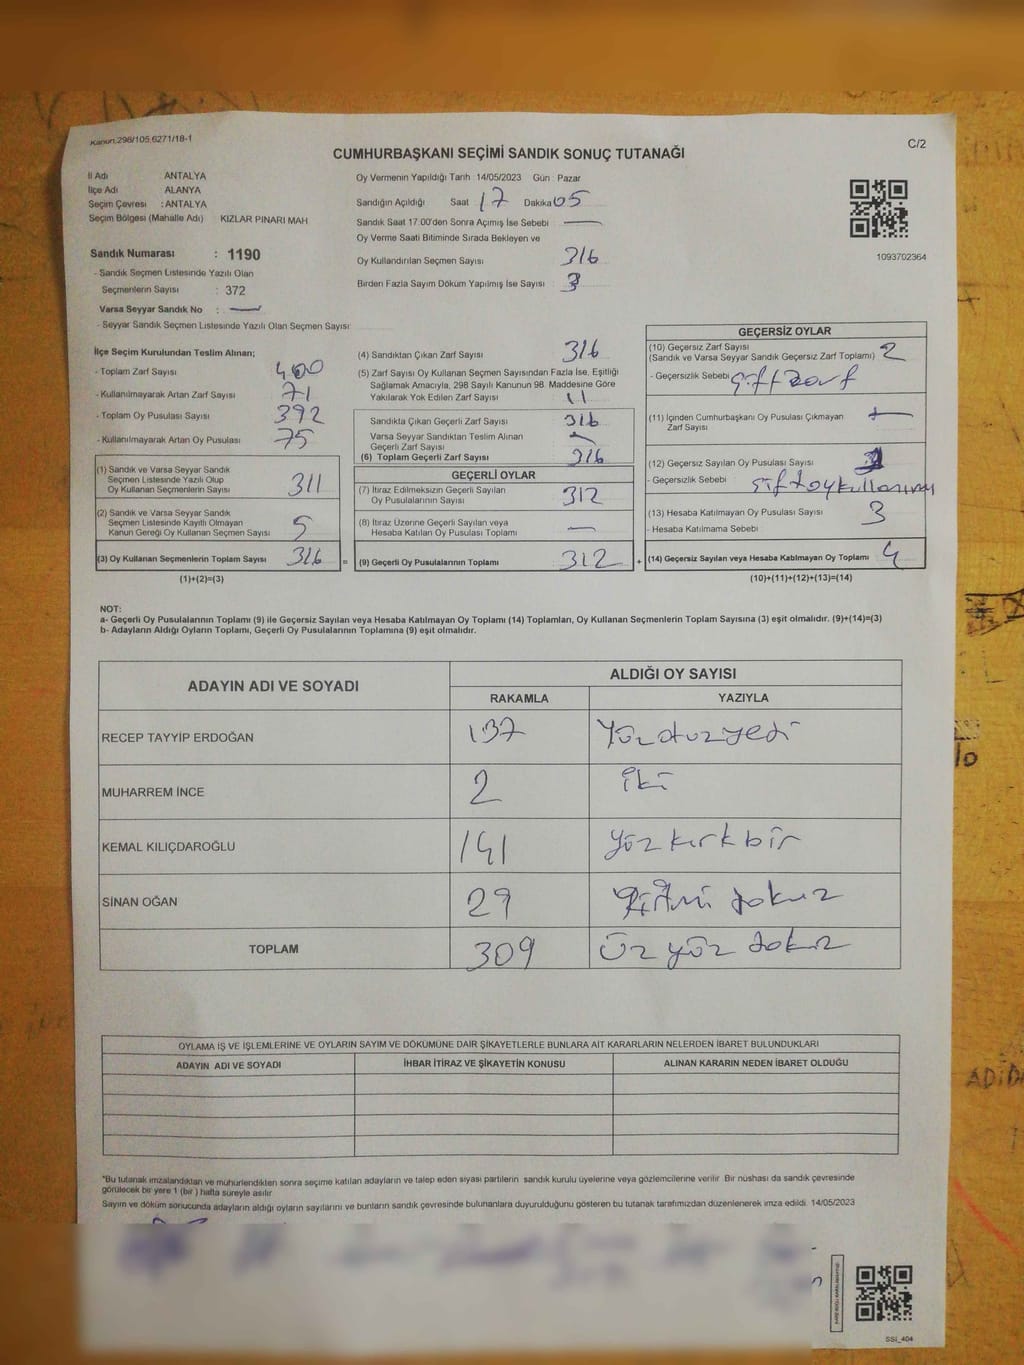 Kanun:298/105,6271/18-1
C/2
CUMHURBAŞKANI SEÇİMİ SANDIK SONUÇ TUTANAĞI
İl Adı ANTALYA
İlçe Adı ALANYA
Seçim Çevresi : ANTALYA
Seçim Bölgesi (Mahalle Adı) KIZLAR PINARI MAH
Sandık Numarası : 1190
- Sandık Seçmen Listesinde Yazılı Olan
Seçmenlerin Sayısı : 372
Varsa Seyyar Sandık No : —
- Seyyar Sandık Seçmen Listesinde Yazılı Olan Seçmen Sayısı:
Oy Vermenin Yapıldığı Tarih :14/05/2023 Gün : Pazar
Sandığın Açıldığı Saat 17 Dakika 05
Sandık Saat 17.00'den Sonra Açımış İse Sebebi —
Oy Verme Saati Bitiminde Sırada Bekleyen ve
Oy Kullandırılan Seçmen Sayısı 316
Birden Fazla Sayım Döküm Yapılmış İse Sayısı : 3
1093702364
İlçe Seçim Kurulundan Teslim Alınan;
- Toplam Zarf Sayısı 400
- Kullanılmayarak Artan Zarf Sayısı 71
- Toplam Oy Pusulası Sayısı 392
- Kullanılmayarak Artan Oy Pusulası 75
(1) Sandık ve Varsa Seyyar Sandık
Seçmen Listesinde Yazılı Olup
Oy Kullanan Seçmenlerin Sayısı 311
(2) Sandık ve Varsa Seyyar Sandık
Seçmen Listesinde Kayıtlı Olmayan
Kanun Gereği Oy Kullanan Seçmen Sayısı 5
(3) Oy Kullanan Seçmenlerin Toplam Sayısı 316 =
(1)+(2)=(3)
(4) Sandıktan Çıkan Zarf Sayısı 316
(5) Zarf Sayısı Oy Kullanan Seçmen Sayısından Fazla İse, Eşitliği
Sağlamak Amacıyla, 298 Sayılı Kanunun 98. Maddesine Göre
Yakılarak Yok Edilen Zarf Sayısı
Sandıkta Çıkan Geçerli Zarf Sayısı 316
Varsa Seyyar Sandıktan Teslim Alınan
Geçerli Zarf Sayısı
(6) Toplam Geçerli Zarf Sayısı 316
GEÇERLİ OYLAR
(7) İtiraz Edilmeksizin Geçerli Sayılan
Oy Pusulalarının Sayısı 312
(8) İtiraz Üzerine Geçerli Sayılan veya
Hesaba Katılan Oy Pusulası Toplamı —
(9) Geçerli Oy Pusulalarının Toplamı 312 +
GEÇERSİZ OYLAR
(10) Geçersiz Zarf Sayısı
(Sandık ve Varsa Seyyar Sandık Geçersiz Zarf Toplamı) 2
- Geçersizlik Sebebi çift zarf
(11) İçinden Cumhurbaşkanı Oy Pusulası Çıkmayan
Zarf Sayısı
(12) Geçersiz Sayılan Oy Pusulası Sayısı
- Geçersizlik Sebebi çift oy kullanımı
(13) Hesaba Katılmayan Oy Pusulası Sayısı 3
- Hesaba Katılmama Sebebi
(14) Geçersiz Sayılan veya Hesaba Katılmayan Oy Toplamı 4
(10)+(11)+(12)+(13)=(14)
NOT:
a- Geçerli Oy Pusulalarının Toplamı (9) ile Geçersiz Sayılan veya Hesaba Katılmayan Oy Toplamı (14) Toplamları, Oy Kullanan Seçmenlerin Toplam Sayısına (3) eşit olmalıdır. (9)+(14)=(3)
b- Adayların Aldığı Oyların Toplamı, Geçerli Oy Pusulalarının Toplamına (9) eşit olmalıdır.
ADAYIN ADI VE SOYADI
ALDIĞI OY SAYISI
RAKAMLA YAZIYLA
RECEP TAYYİP ERDOĞAN 137 Yüz otuz yedi
MUHARREM İNCE 2 iki
KEMAL KILIÇDAROĞLU 141 yüz kırk bir
SİNAN OĞAN 29 Yirmi dokuz
TOPLAM 309 Üz yüz dokuz
OYLAMA İŞ VE İŞLEMLERİNE VE OYLARIN SAYIM VE DÖKÜMÜNE DAİR ŞİKAYETLERLE BUNLARA AİT KARARLARIN NELERDEN İBARET BULUNDUKLARI
ADAYIN ADI VE SOYADI İHBAR İTİRAZ VE ŞİKAYETİN KONUSU ALINAN KARARIN NEDEN İBARET OLDUĞU
*Bu tutanak imzalandıktan ve mühürlendikten sonra seçime katılan adayların ve talep eden siyası partilerin sandık kurulu üyelerine veya gözlemcilerine verilir. Bir nushası da sandık çevresinde
görülecek bir yere 1 (bir ) hafta süreyle asılır.
Sayım ve döküm sonucunda adayların aldığı oyların sayılarını ve bunların sandık çevresinde bulunanlara duyurulduğunu gösteren bu tutanak tarafımızdan düzenlenerek imza edildi. 14/05/2023
SSİ_404